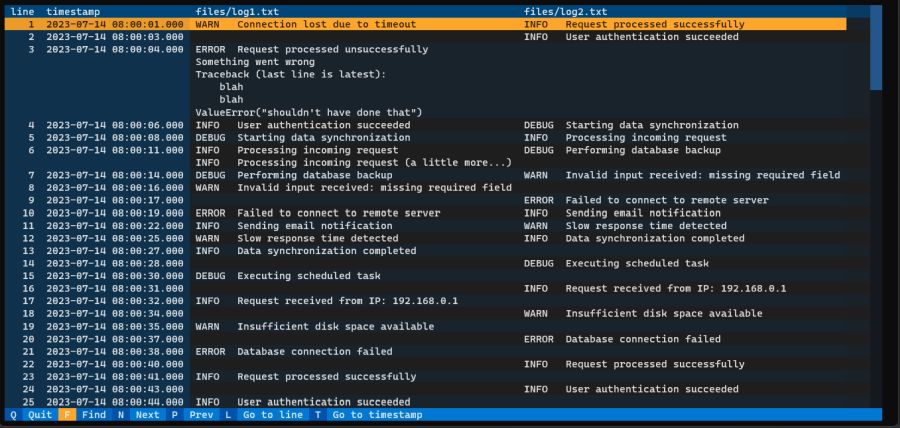 line timestamp files/log1.txt files/log2.txt
1 2023-07-14 08:00:01.000 WARN Connection lost due to timeout INFO Request processed successfully
2 2023-07-14 08:00:03.000 INFO User authentication succeeded
3 2023-07-14 08:00:04.000 ERROR Request processed unsuccessfully
Something went wrong
Traceback (last line is latest):
blah
blah
ValueError("shouldn't have done that")
4 2023-07-14 08:00:06.000 INFO User authentication succeeded DEBUG Starting data synchronization
5 2023-07-14 08:00:08.000 DEBUG Starting data synchronization INFO Processing incoming request
6 2023-07-14 08:00:11.000 INFO Processing incoming request DEBUG Performing database backup
INFO Processing incoming request (a little more...)
7 2023-07-14 08:00:14.000 DEBUG Performing database backup WARN Invalid input received: missing required field
8 2023-07-14 08:00:16.000 WARN Invalid input received: missing required field
9 2023-07-14 08:00:17.000 ERROR Failed to connect to remote server
10 2023-07-14 08:00:19.000 ERROR Failed to connect to remote server INFO Sending email notification
11 2023-07-14 08:00:22.000 INFO Sending email notification WARN Slow response time detected
12 2023-07-14 08:00:25.000 WARN Slow response time detected INFO Data synchronization completed
13 2023-07-14 08:00:27.000 INFO Data synchronization completed
14 2023-07-14 08:00:28.000 DEBUG Executing scheduled task
15 2023-07-14 08:00:30.000 DEBUG Executing scheduled task
16 2023-07-14 08:00:31.000 INFO Request received from IP: 192.168.0.1
17 2023-07-14 08:00:32.000 INFO Request received from IP: 192.168.0.1
18 2023-07-14 08:00:34.000 WARN Insufficient disk space available
19 2023-07-14 08:00:35.000 WARN Insufficient disk space available
20 2023-07-14 08:00:37.000 ERROR Database connection failed
21 2023-07-14 08:00:38.000 ERROR Database connection failed
22 2023-07-14 08:00:40.000 INFO Request processed successfully
23 2023-07-14 08:00:41.000 INFO Request processed successfully
24 2023-07-14 08:00:43.000 INFO User authentication succeeded
25 2023-07-14 08:00:44.000 INFO User authentication succeeded
Q Quit F Find N Next P Prev L Go to line T Go to timestamp